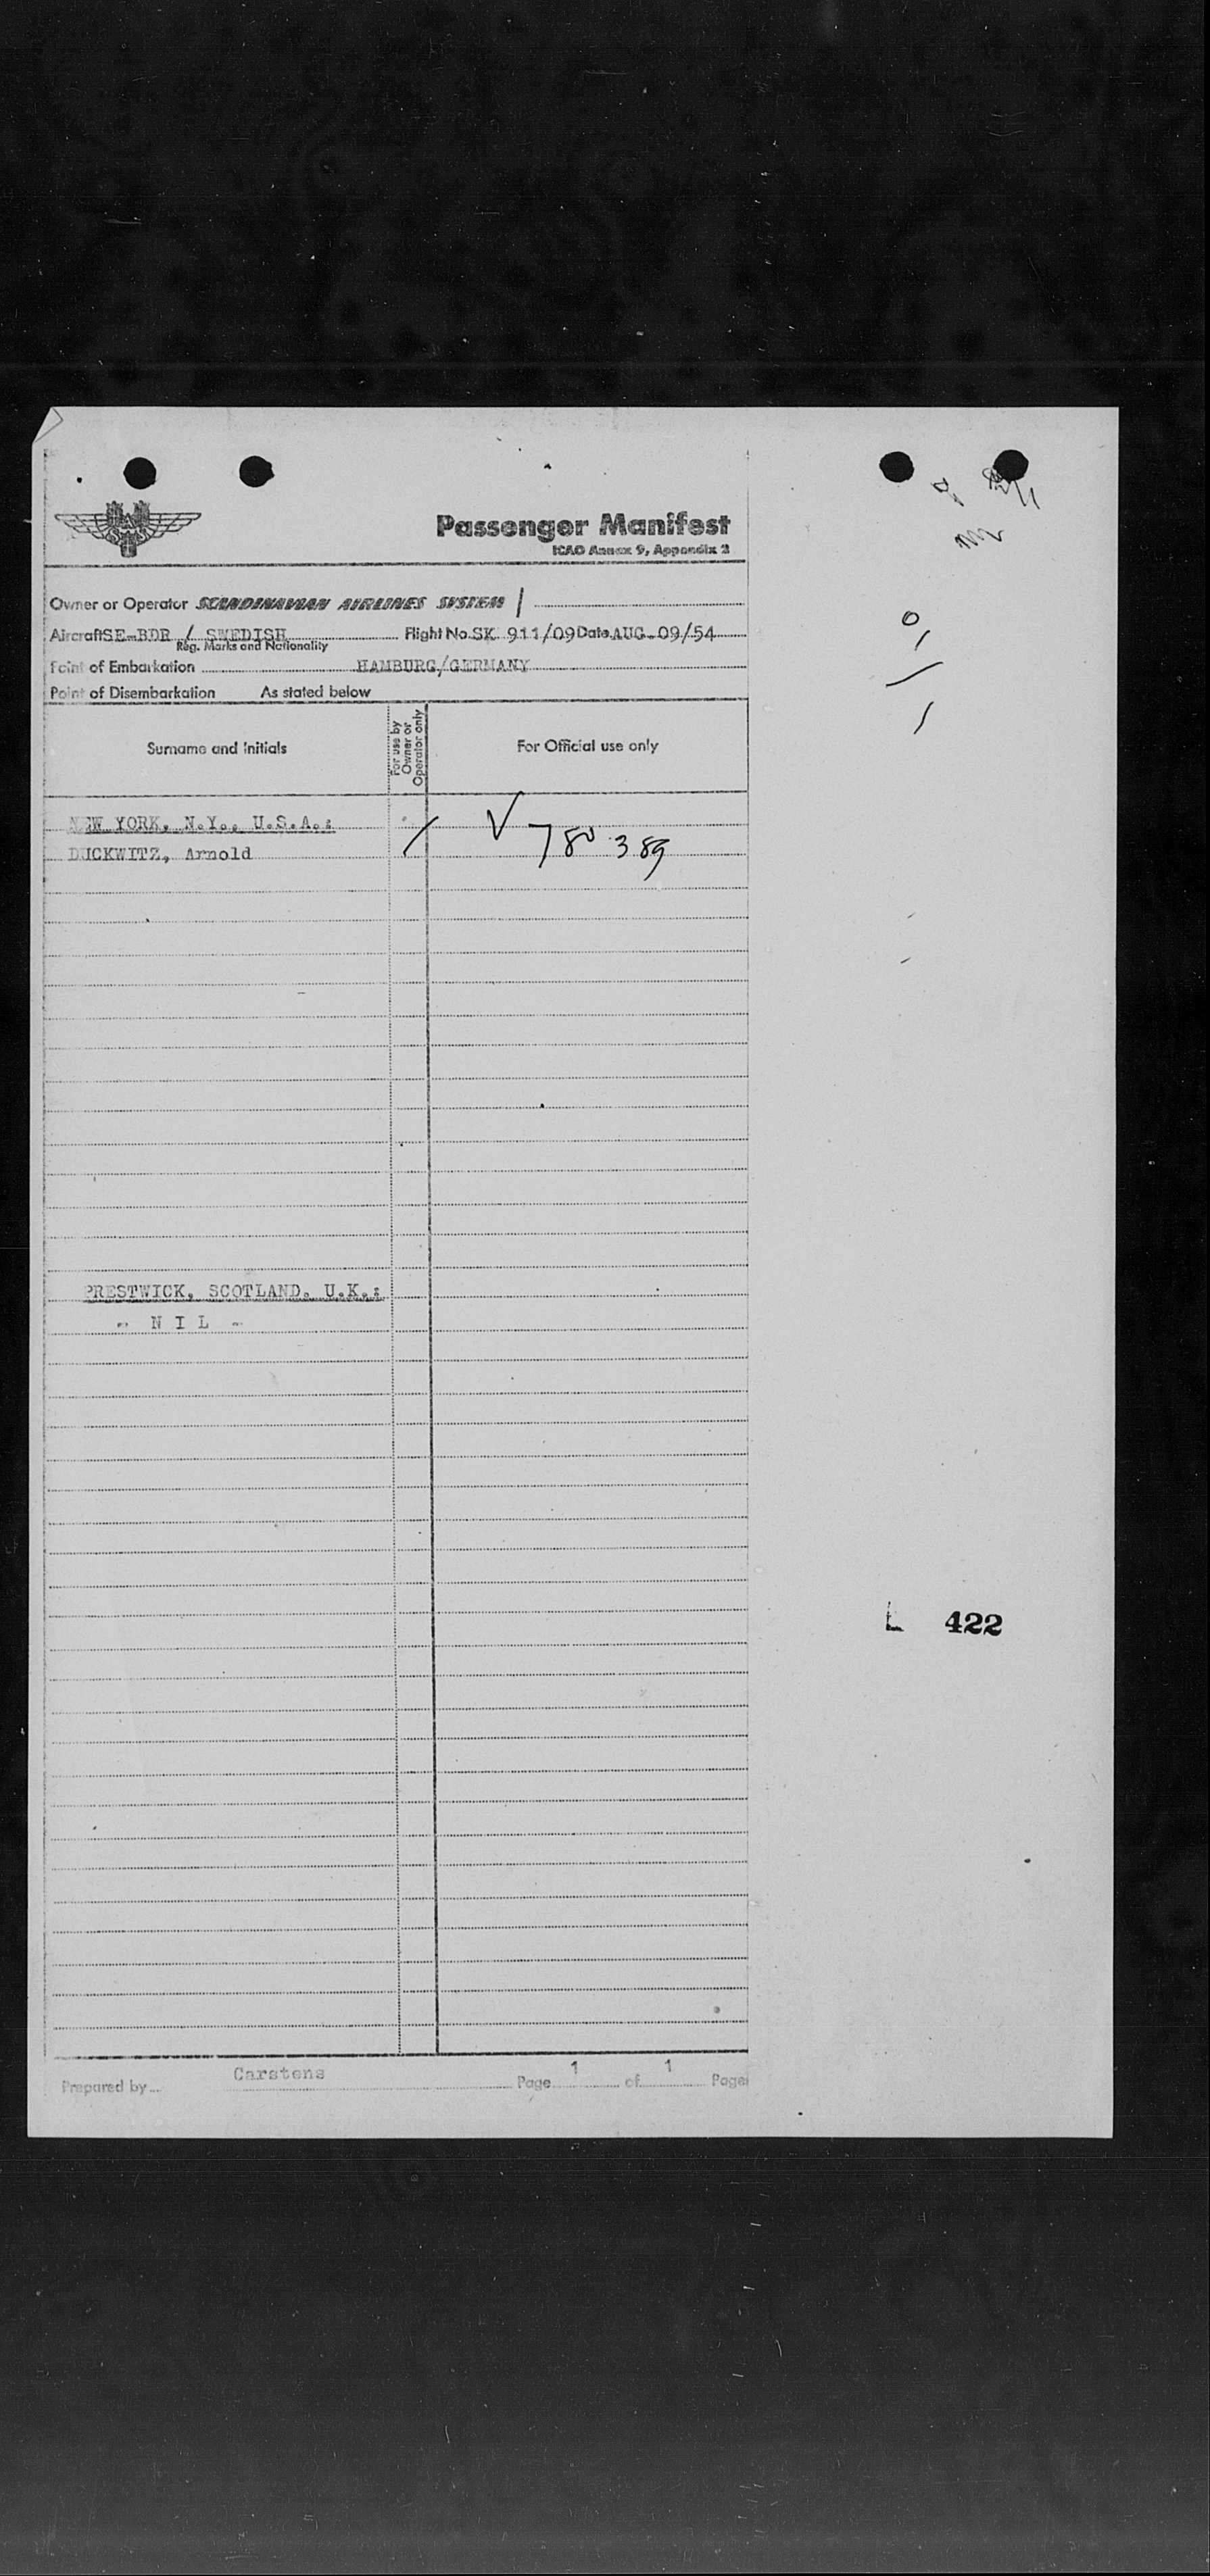 Passenger Manifest
ICAO Annex 9, Appendix 2
Owner or Operator SCANDINAVIAN AIRLINES SYSTEM
Aircraft SE-BDR / SWEDISH Flight No. SK 911/09 Date AUG. 09/54
Reg. Marks and Nationality
Point of Embarkation HAMBURG/GERMANY
Point of Disembarkation As stated below
Surname and Initials
For use by Owner or Operator only
For Official use only
NEW YORK, N.Y., U.S.A.:
DUCKWITZ, Arnold
V 780 389
PRESTWICK, SCOTLAND, U.K.:
- N I L -
L 422
Prepared by Carstens Page 1 of 1 Page